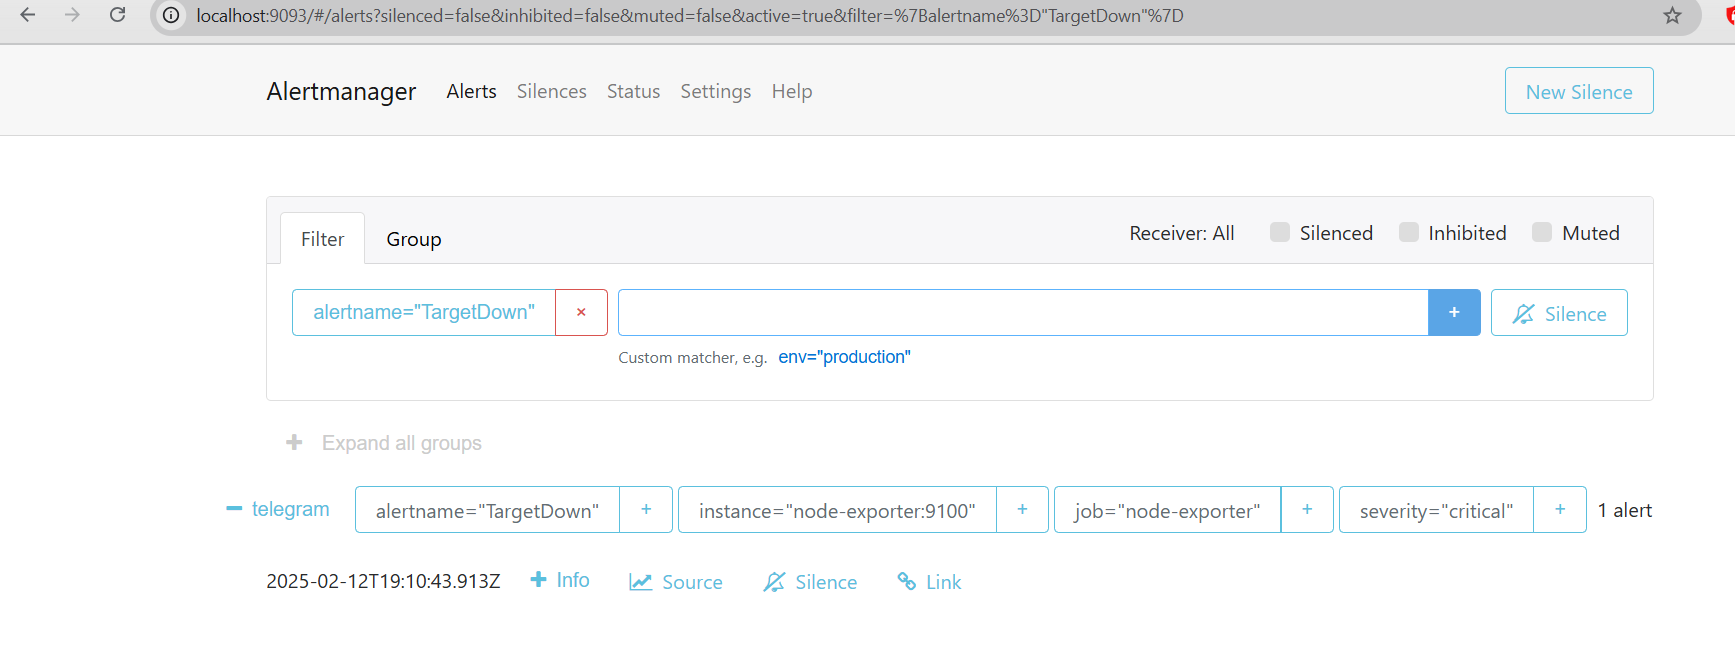 localhost:9093/#/alerts?silenced=false&inhibited=false&muted=false&active=true&filter=%7Balertname%3D"TargetDown"%7D
Alertmanager Alerts Silences Status Settings Help New Silence
Filter Group Receiver: All Silenced Inhibited Muted
alertname="TargetDown" × + Silence
Custom matcher, e.g. env="production"
+ Expand all groups
− telegram alertname="TargetDown" + instance="node-exporter:9100" + job="node-exporter" + severity="critical" + 1 alert
2025-02-12T19:10:43.913Z + Info Source Silence Link